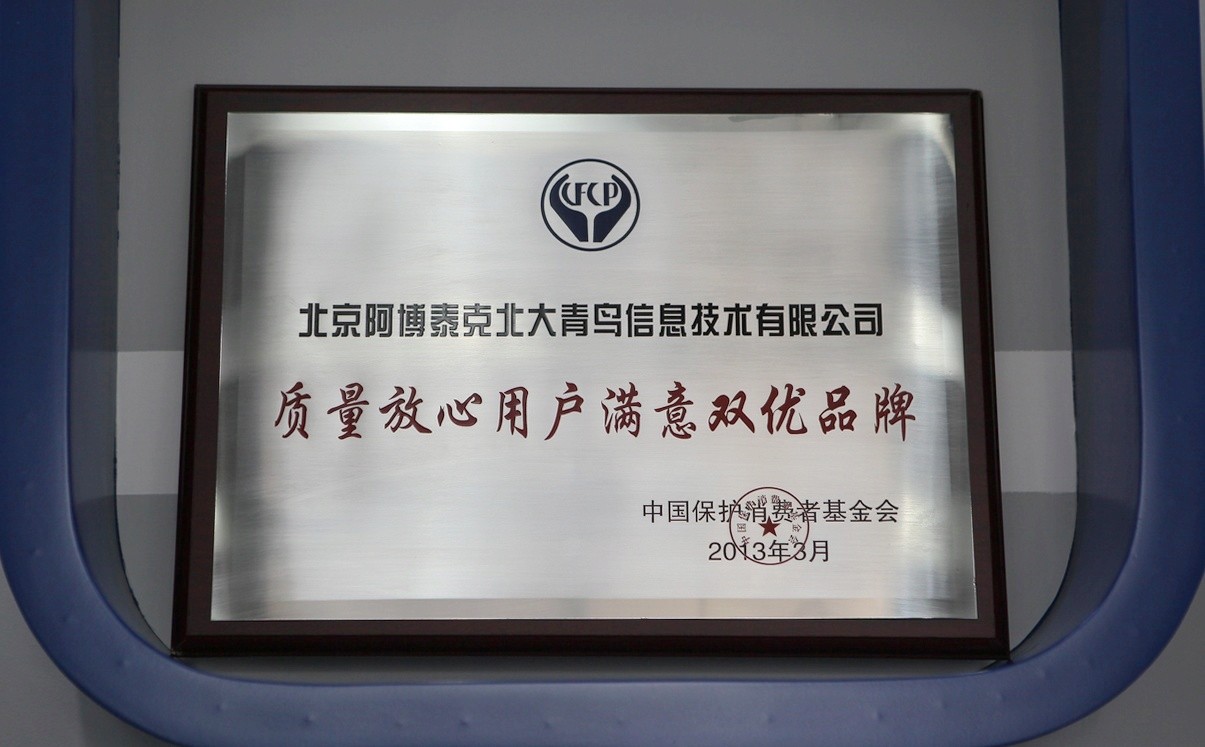 CFCP
北京阿博泰克北大青鸟信息技术有限公司
质量放心用户满意双优品牌
中国保护消费者基金会
2013年3月